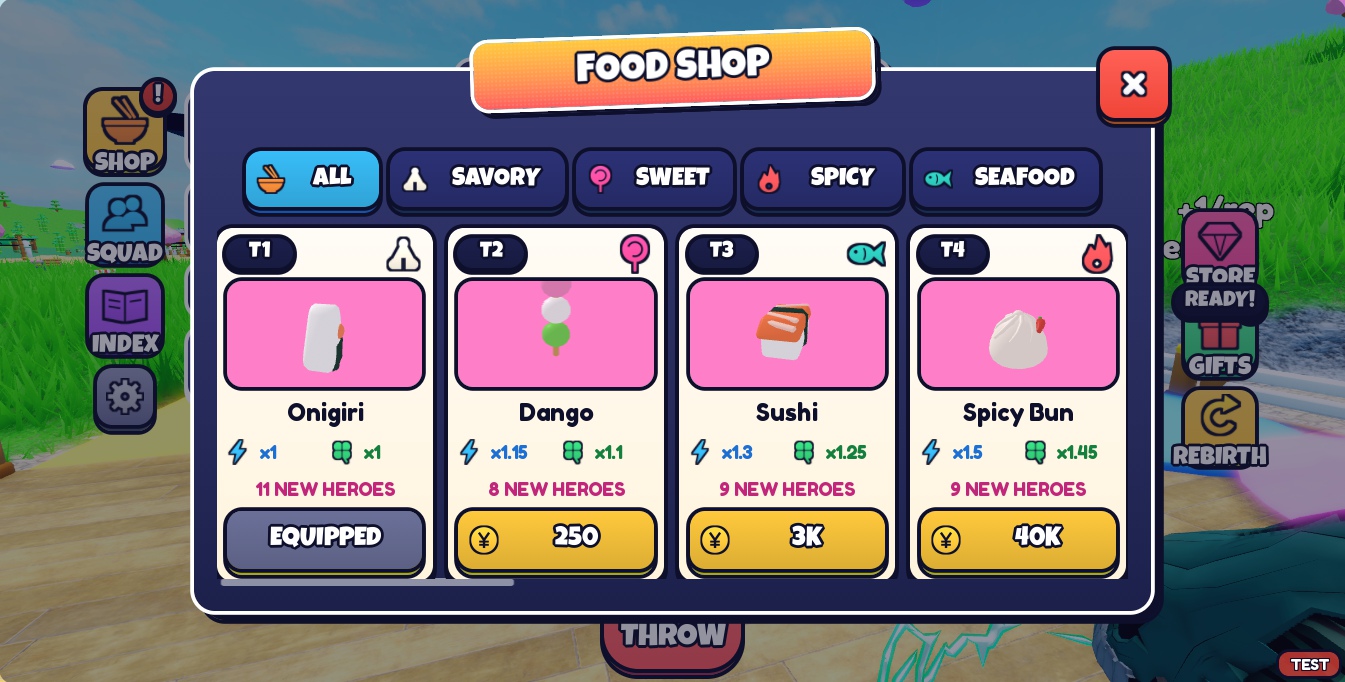 FOOD SHOP
!
SHOP
SQUAD
INDEX
ALL
SAVORY
SWEET
SPICY
SEAFOOD
T1
T2
T3
T4
Onigiri
Dango
Sushi
Spicy Bun
x1
x1
x1.15
x1.1
x1.3
x1.25
x1.5
x1.45
11 NEW HEROES
8 NEW HEROES
9 NEW HEROES
9 NEW HEROES
EQUIPPED
¥ 250
¥ 3K
¥ 40K
STORE
READY!
GIFTS
REBIRTH
THROW
TEST